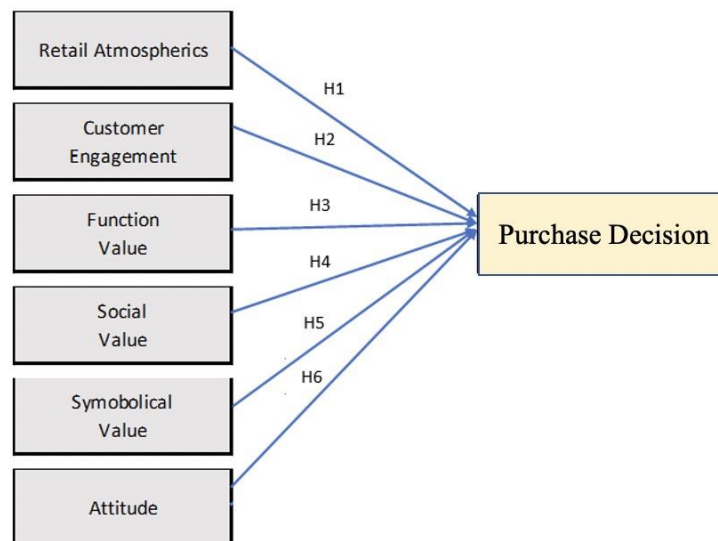 Retail Atmospherics
H1
Customer
Engagement
H2
Function
Value
H3
Purchase Decision
Social
Value
H4
H5
Symobolical
Value
H6
Attitude